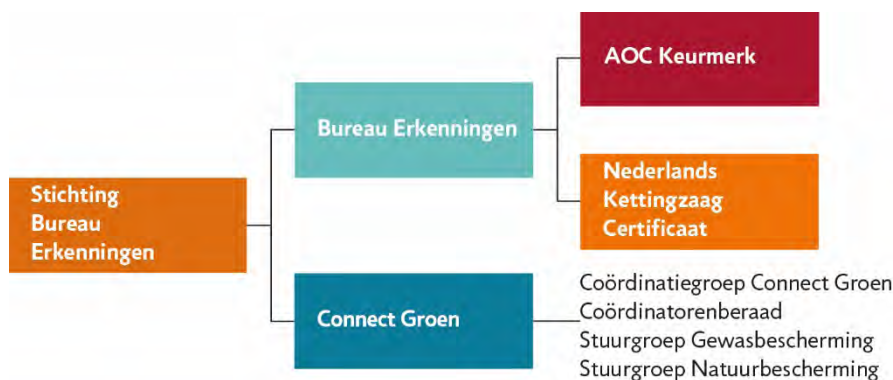 Stichting
Bureau
Erkenningen
Bureau Erkenningen
AOC Keurmerk
Nederlands
Kettingzaag
Certificaat
Connect Groen
Coördinatiegroep Connect Groen
Coördinatorenberaad
Stuurgroep Gewasbescherming
Stuurgroep Natuurbescherming